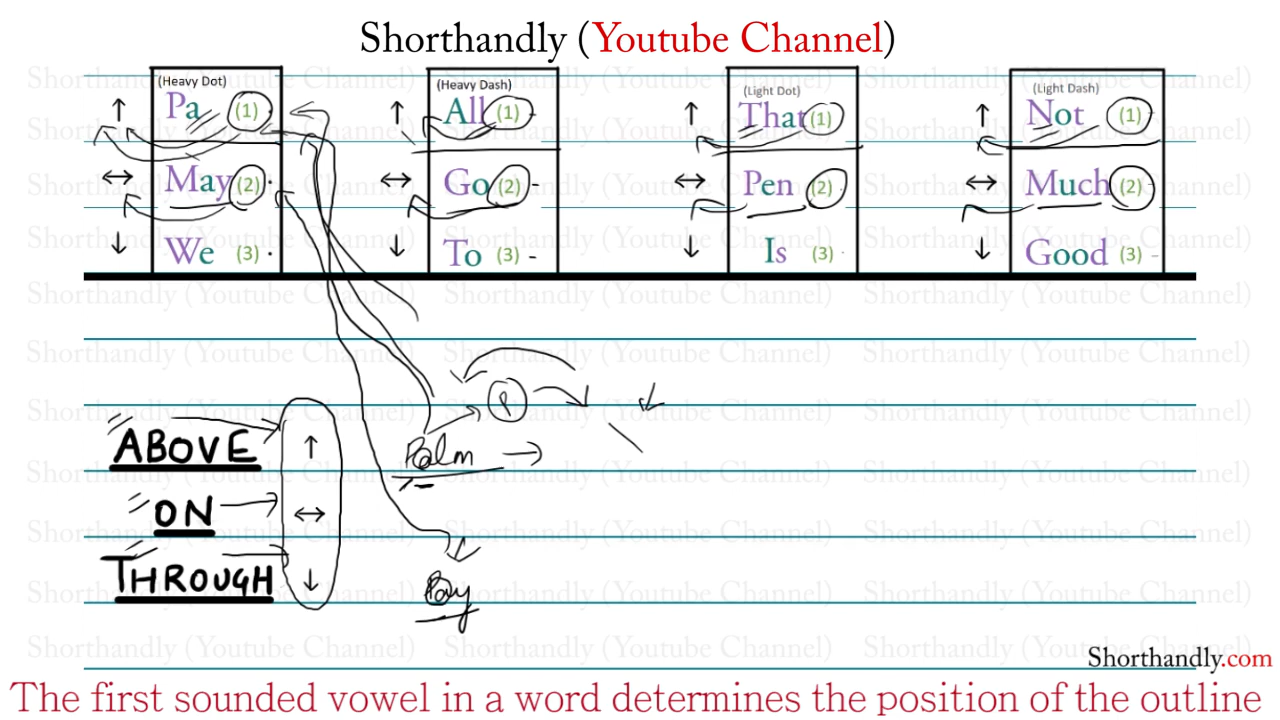 Shorthandly (Youtube Channel)
(Heavy Dot)
Pa (1)
May (2)
We (3)
(Heavy Dash)
All (1)
Go (2)
To (3)
(Light Dot)
That (1)
Pen (2)
Is (3)
(Light Dash)
Not (1)
Much (2)
Good (3)
ABOVE
ON
THROUGH
P
Palm
Pay
Shorthandly.com
The first sounded vowel in a word determines the position of the outline